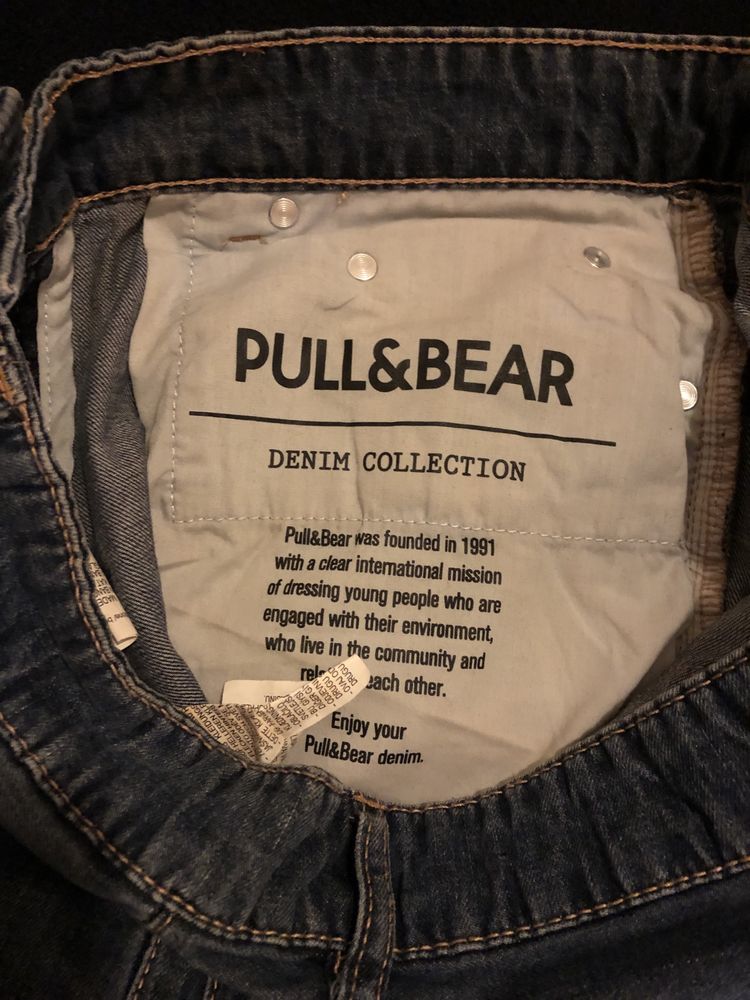 PULL&BEAR
DENIM COLLECTION
Pull&Bear was founded in 1991
with a clear international mission
of dressing young people who are
engaged with their environment,
who live in the community and
each other.
Enjoy your
Pull&Bear denim.